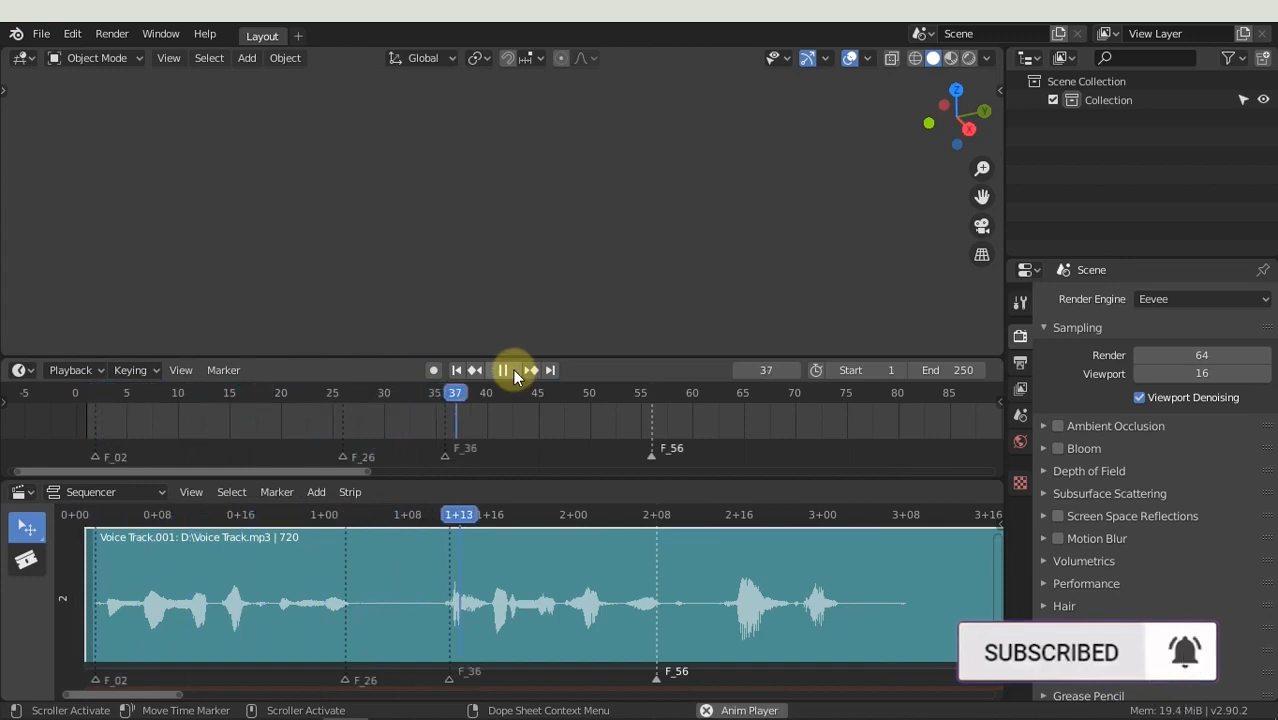 File Edit Render Window Help Layout Scene View Layer
Object Mode View Select Add Object Global
Scene Collection
Collection
X Y Z
Scene
Render Engine Eevee
Sampling
Render 64
Viewport 16
Viewport Denoising
Ambient Occlusion
Bloom
Depth of Field
Subsurface Scattering
Screen Space Reflections
Motion Blur
Volumetrics
Performance
Hair
Grease Pencil
Playback Keying View Marker 37 Start 1 End 250
-5 0 5 10 15 20 25 30 35 37 40 45 50 55 60 65 70 75 80 85
F_02 F_26 F_36 F_56
Sequencer View Select Marker Add Strip
0+00 0+08 0+16 1+00 1+08 1+13 1+16 2+00 2+08 2+16 3+00 3+08 3+16
Voice Track.001: D:\Voice Track.mp3 | 720
2
F_02 F_26 F_36 F_56
SUBSCRIBED
Scroller Activate Move Time Marker Scroller Activate Dope Sheet Context Menu Anim Player Mem: 19.4 MiB | v2.90.2